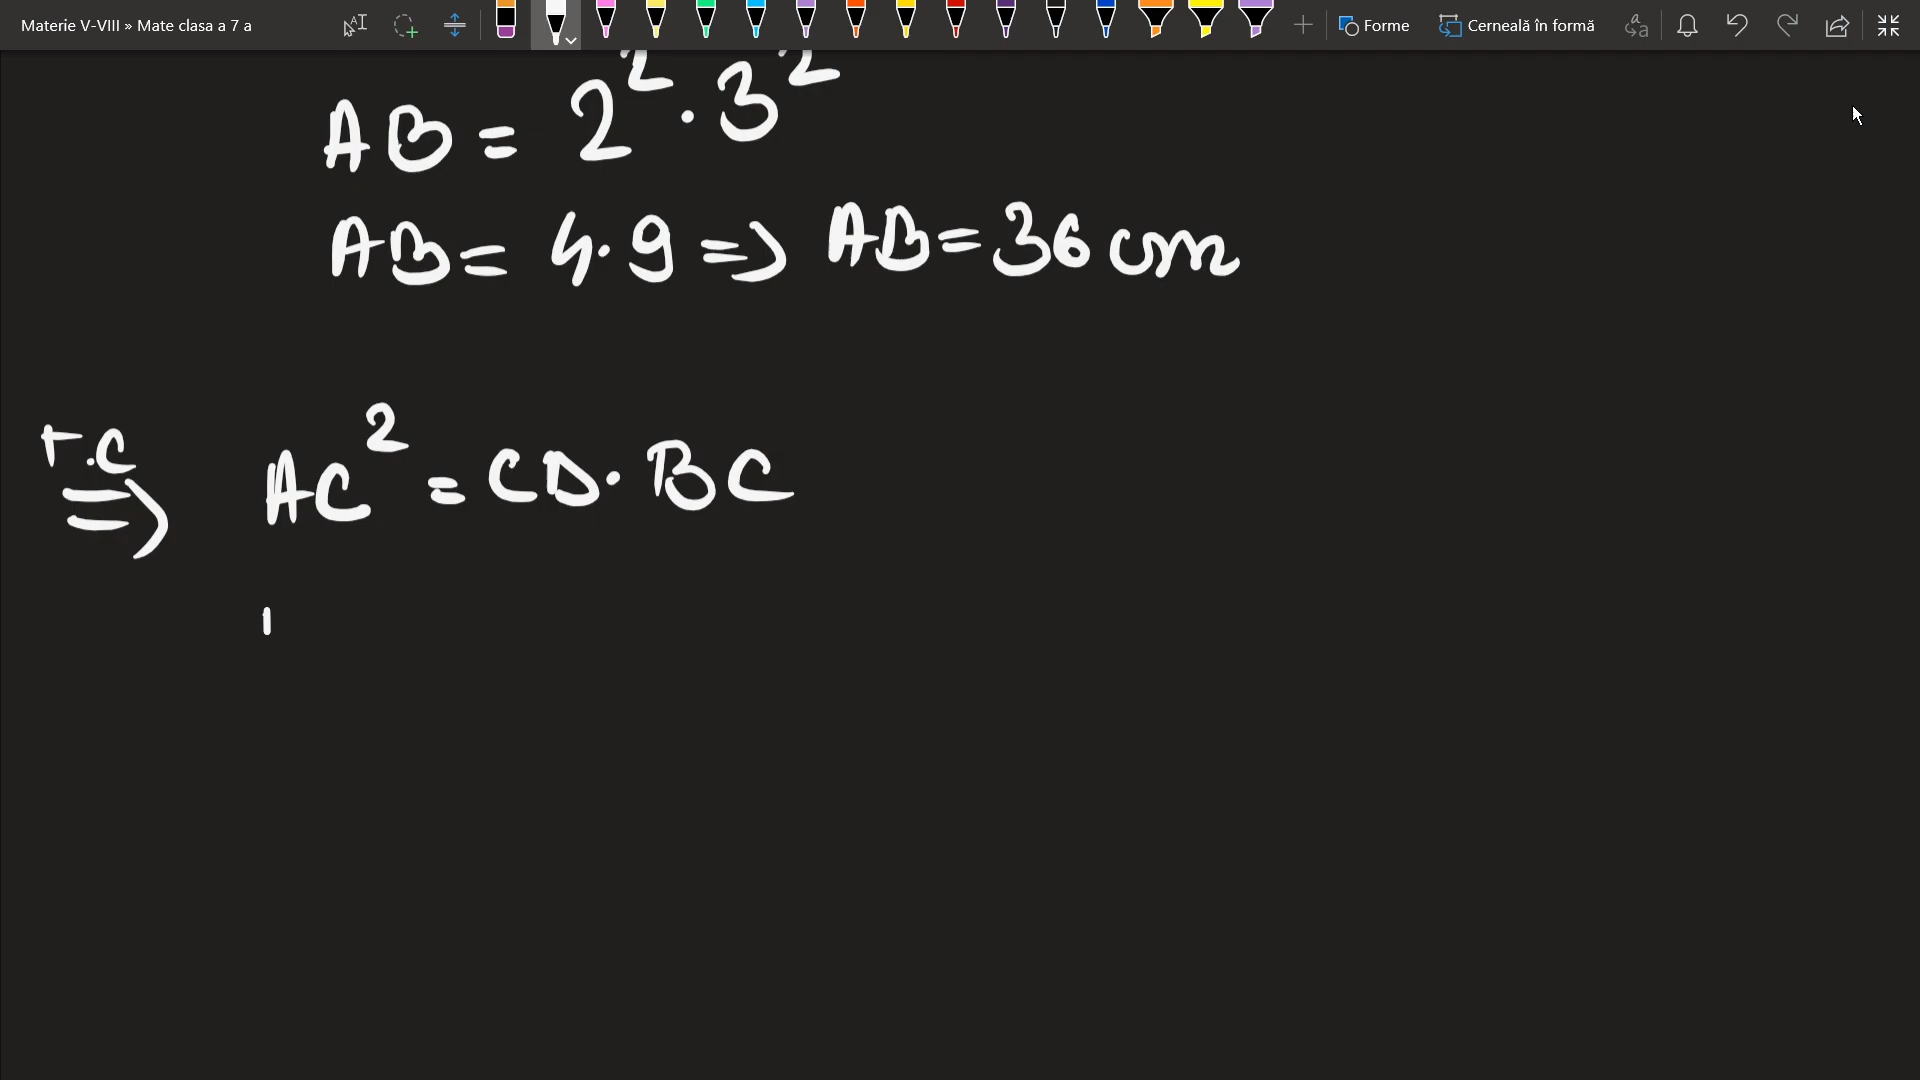 Materie V-VIII » Mate clasa a 7 a
Forme
Cerneală în formă
AB = 2² · 3²
AB = 4 · 9 => AB = 36 cm
T.C
=> AC² = CD · BC